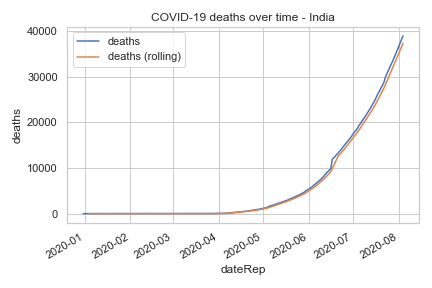 COVID-19 deaths over time - India
deaths
deaths (rolling)
40000
30000
20000
10000
0
deaths
2020-01
2020-02
2020-03
2020-04
2020-05
2020-06
2020-07
2020-08
dateRep